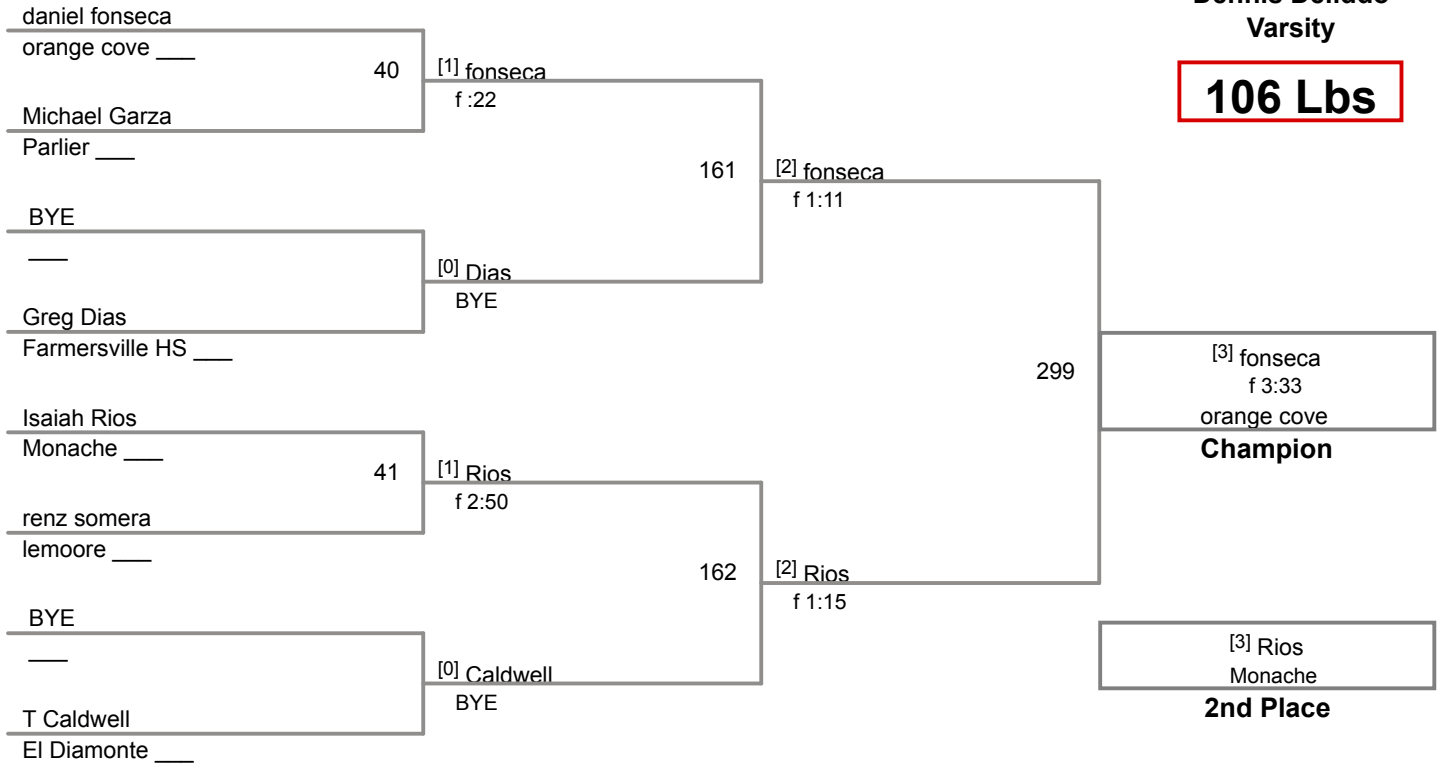 Varsity
106 Lbs
daniel fonseca
orange cove ___
40
[1] fonseca
f :22
Michael Garza
Parlier ___
161
[2] fonseca
f 1:11
BYE
___
[0] Dias
BYE
Greg Dias
Farmersville HS ___
299
[3] fonseca
f 3:33
orange cove
Champion
Isaiah Rios
Monache ___
41
[1] Rios
f 2:50
renz somera
lemoore ___
162
[2] Rios
f 1:15
BYE
___
[0] Caldwell
BYE
T Caldwell
El Diamonte ___
[3] Rios
Monache
2nd Place